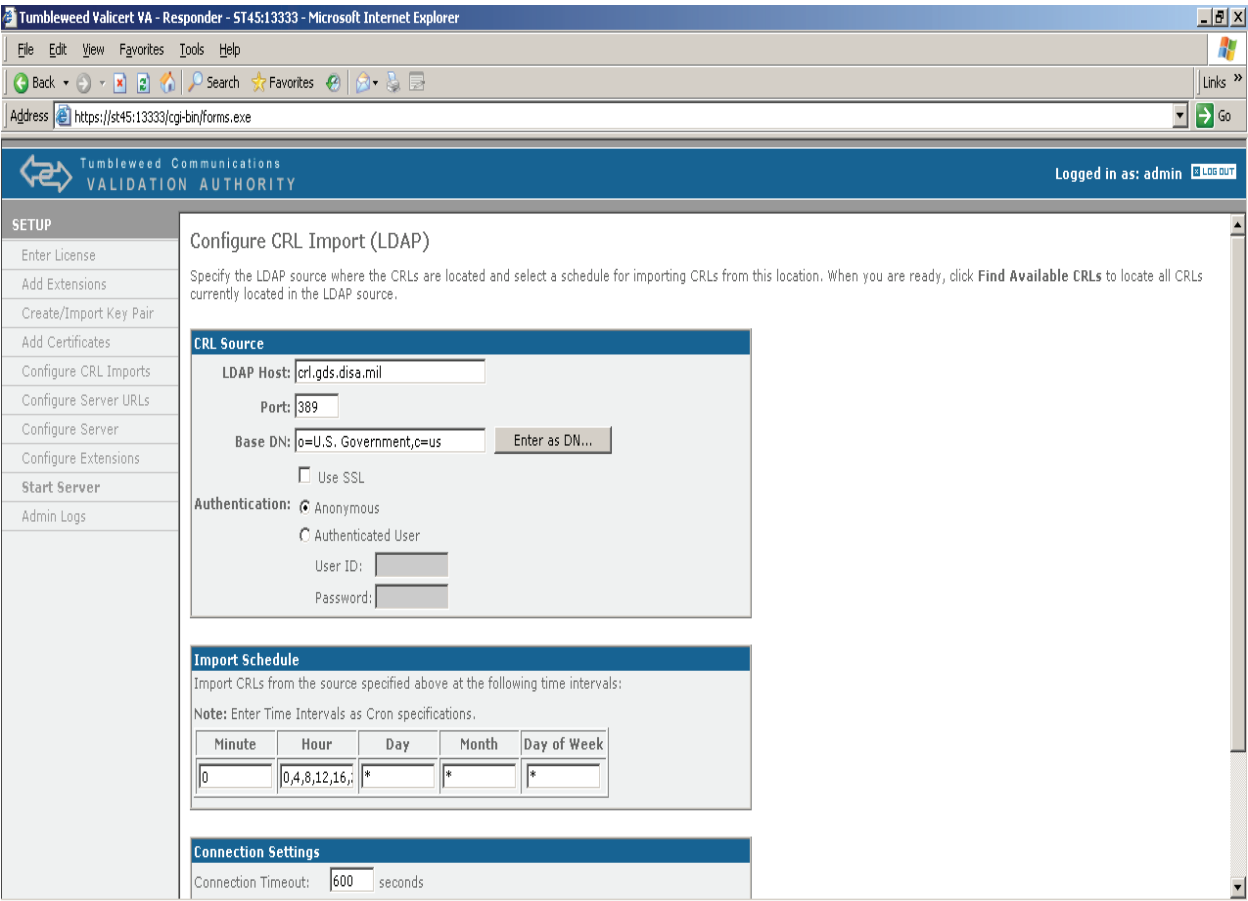 Tumbleweed Valicert VA - Responder - ST45:13333 - Microsoft Internet Explorer
File Edit View Favorites Tools Help
Back Search Favorites Links »
Address https://st45:13333/cgi-bin/forms.exe Go
Tumbleweed Communications
VALIDATION AUTHORITY
Logged in as: admin LOG OUT
SETUP
Enter License
Add Extensions
Create/Import Key Pair
Add Certificates
Configure CRL Imports
Configure Server URLs
Configure Server
Configure Extensions
Start Server
Admin Logs
Configure CRL Import (LDAP)
Specify the LDAP source where the CRLs are located and select a schedule for importing CRLs from this location. When you are ready, click Find Available CRLs to locate all CRLs
currently located in the LDAP source.
CRL Source
LDAP Host: crl.gds.disa.mil
Port: 389
Base DN: o=U.S. Government,c=us Enter as DN...
Use SSL
Authentication: Anonymous
Authenticated User
User ID:
Password:
Import Schedule
Import CRLs from the source specified above at the following time intervals:
Note: Enter Time Intervals as Cron specifications.
Minute Hour Day Month Day of Week
0 0,4,8,12,16, * * *
Connection Settings
Connection Timeout: 600 seconds